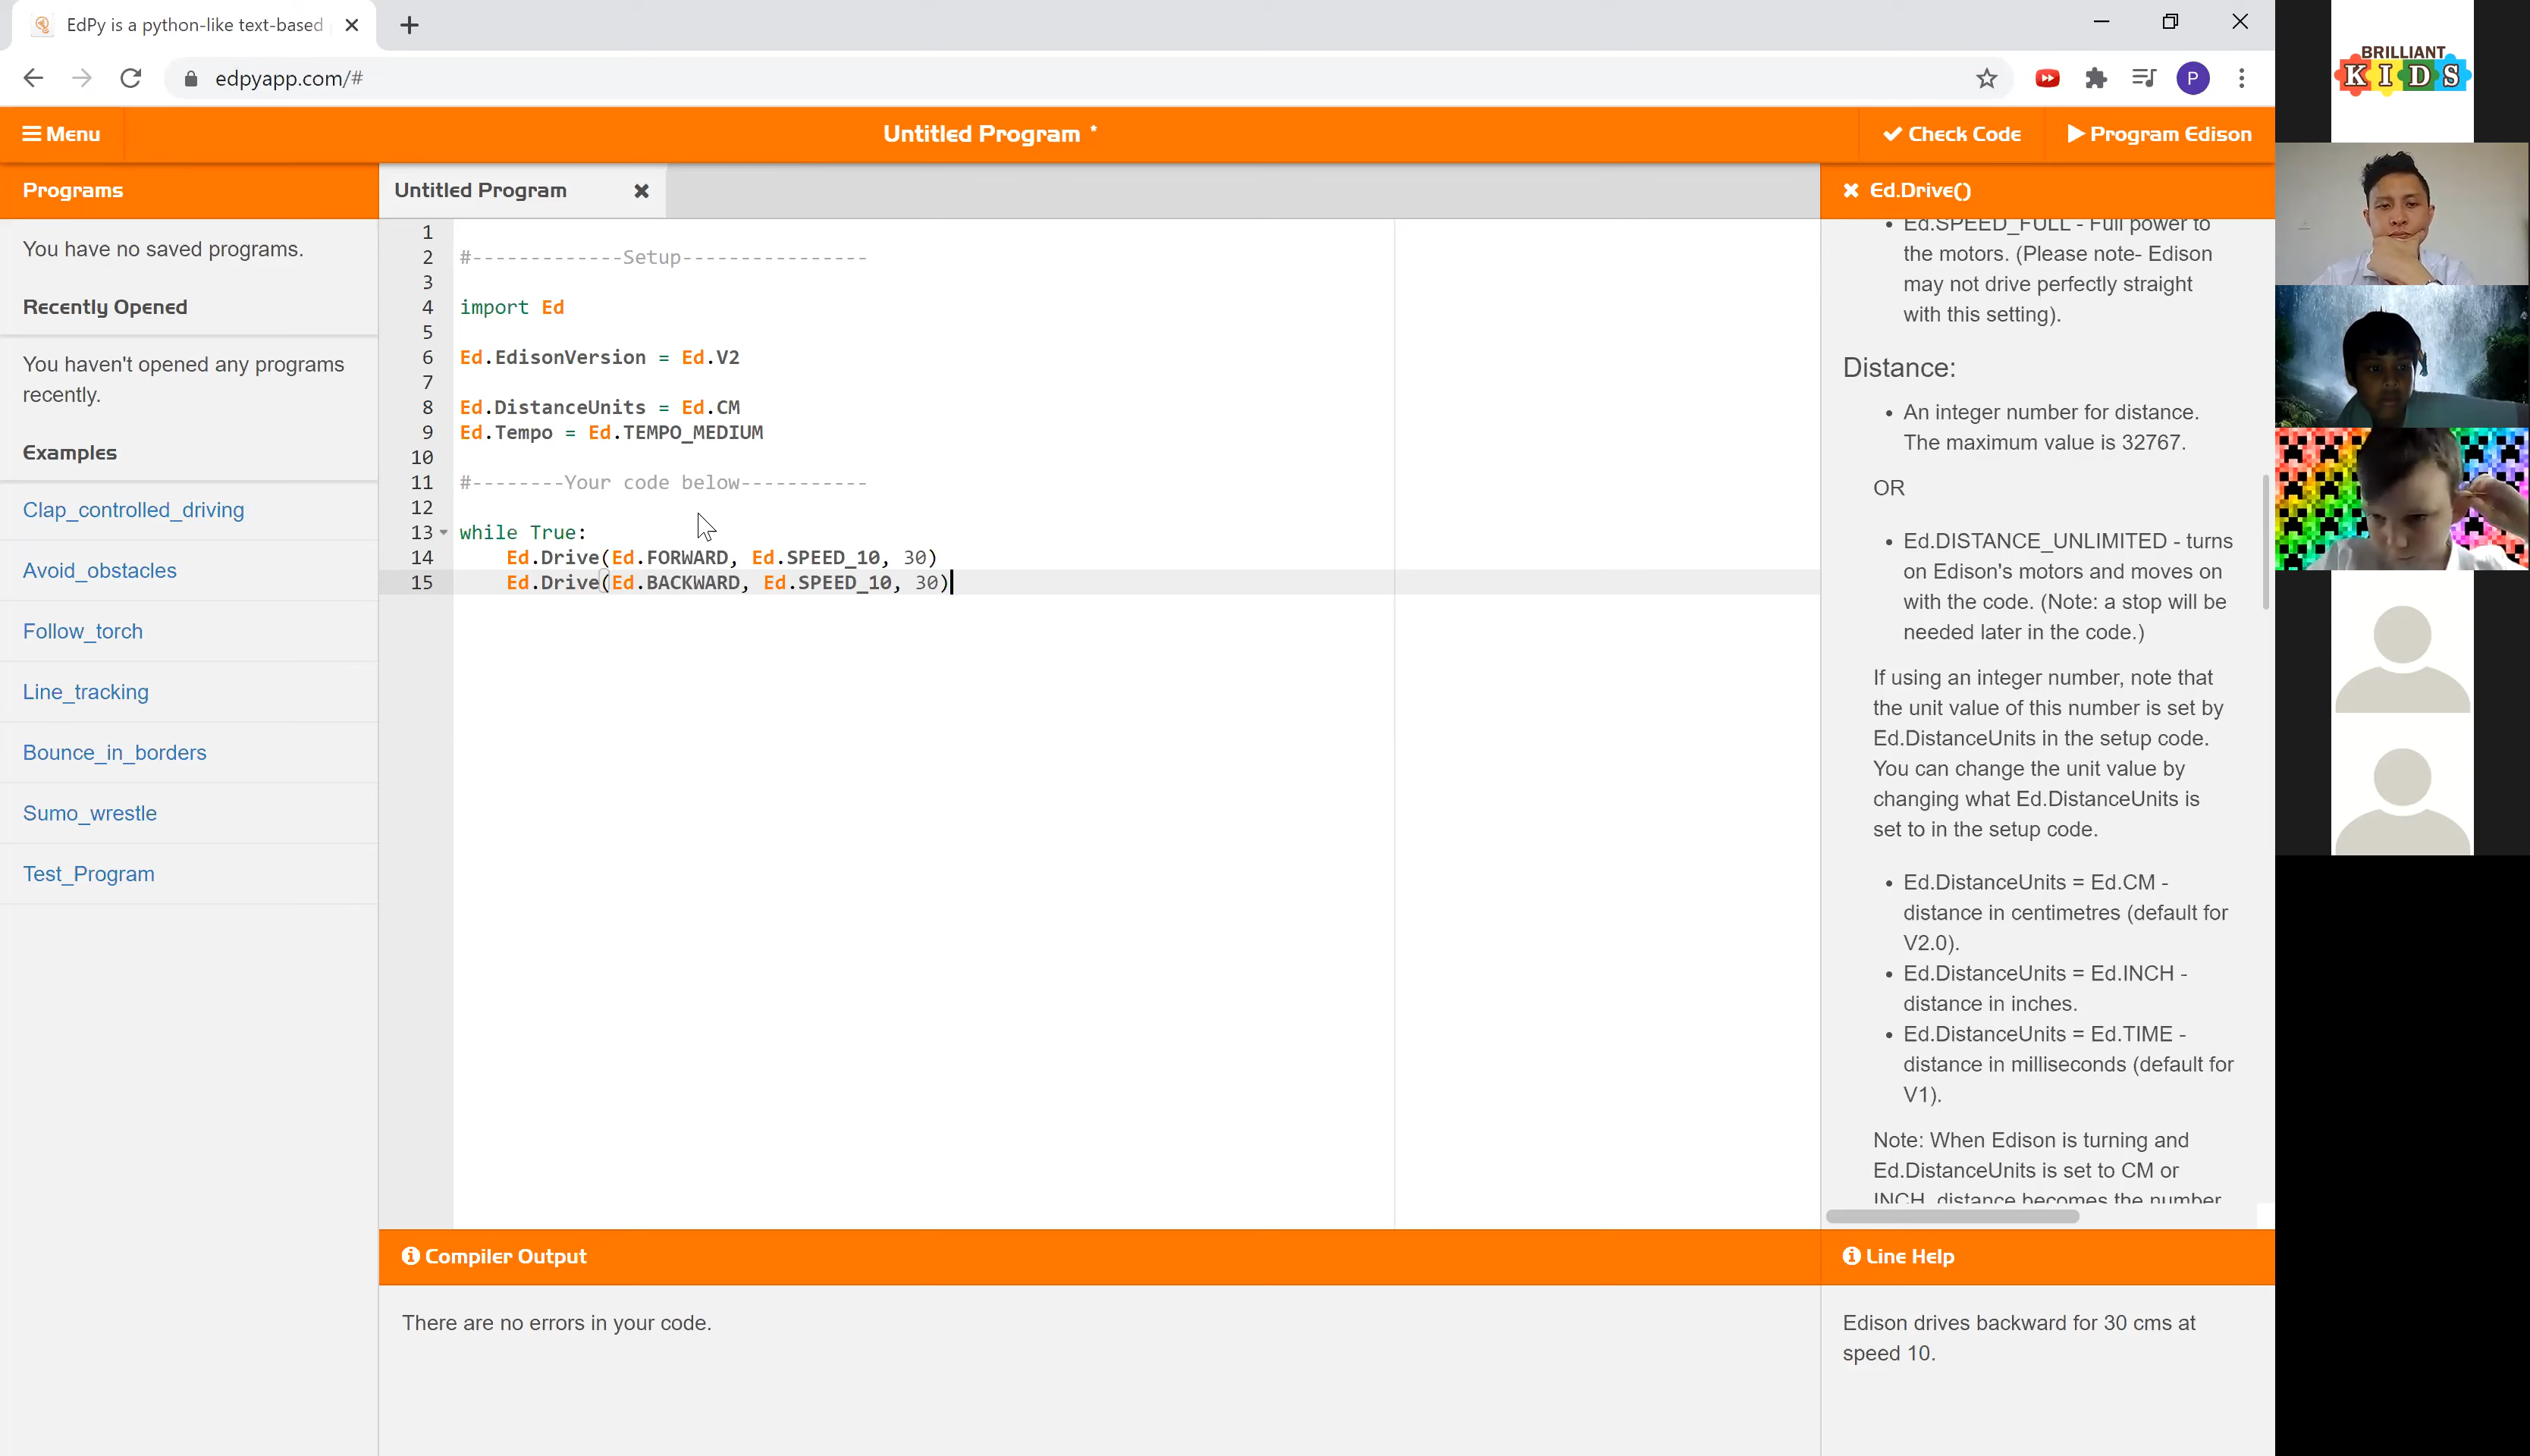 EdPy is a python-like text-based
edpyapp.com/#
P
Menu
Untitled Program *
Check Code
Program Edison
Programs
You have no saved programs.
Recently Opened
You haven't opened any programs
recently.
Examples
Clap_controlled_driving
Avoid_obstacles
Follow_torch
Line_tracking
Bounce_in_borders
Sumo_wrestle
Test_Program
Untitled Program
1
2 #-------------Setup----------------
3
4 import Ed
5
6 Ed.EdisonVersion = Ed.V2
7
8 Ed.DistanceUnits = Ed.CM
9 Ed.Tempo = Ed.TEMPO_MEDIUM
10
11 #--------Your code below-----------
12
13 while True:
14 Ed.Drive(Ed.FORWARD, Ed.SPEED_10, 30)
15 Ed.Drive(Ed.BACKWARD, Ed.SPEED_10, 30)
Compiler Output
There are no errors in your code.
Ed.Drive()
Ed.SPEED_FULL - Full power to
the motors. (Please note- Edison
may not drive perfectly straight
with this setting).
Distance:
An integer number for distance.
The maximum value is 32767.
OR
Ed.DISTANCE_UNLIMITED - turns
on Edison's motors and moves on
with the code. (Note: a stop will be
needed later in the code.)
If using an integer number, note that
the unit value of this number is set by
Ed.DistanceUnits in the setup code.
You can change the unit value by
changing what Ed.DistanceUnits is
set to in the setup code.
Ed.DistanceUnits = Ed.CM -
distance in centimetres (default for
V2.0).
Ed.DistanceUnits = Ed.INCH -
distance in inches.
Ed.DistanceUnits = Ed.TIME -
distance in milliseconds (default for
V1).
Note: When Edison is turning and
Ed.DistanceUnits is set to CM or
INCH, distance becomes the number
Line Help
Edison drives backward for 30 cms at
speed 10.
BRILLIANT
KIDS